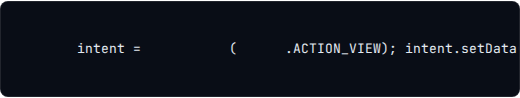 intent = ( .ACTION_VIEW); intent.setData